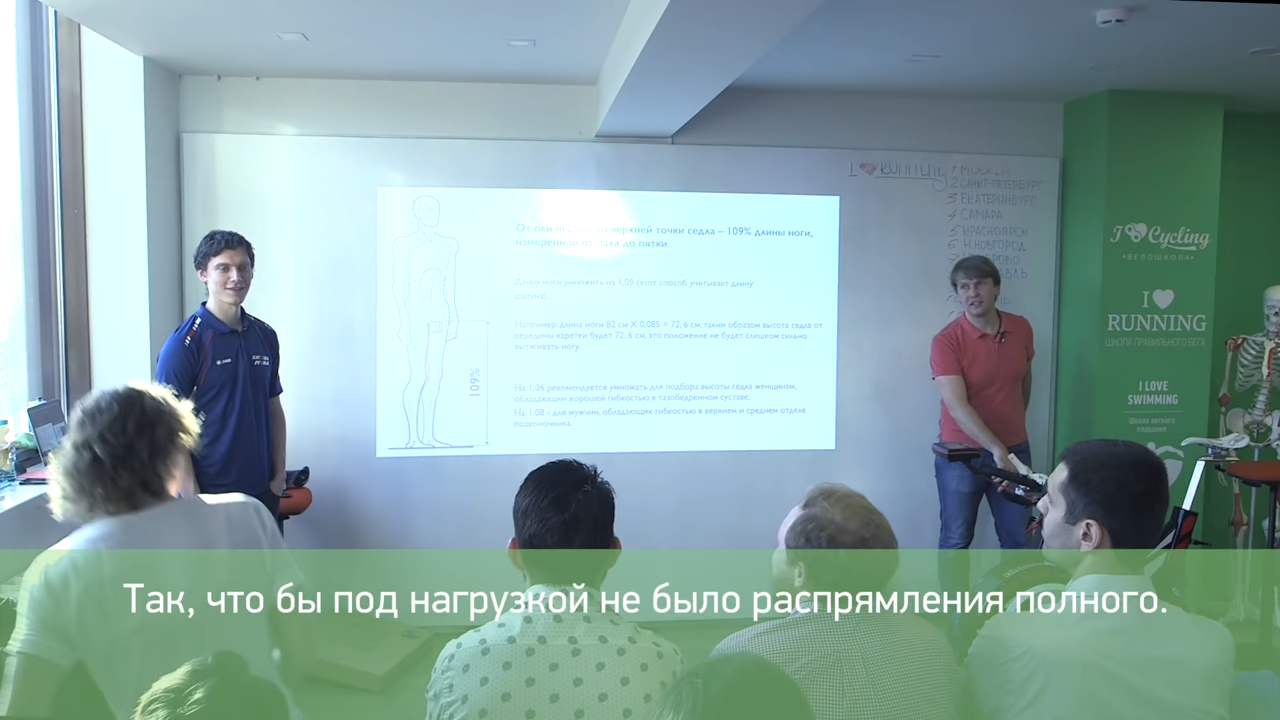 I ❤ RUNNING
1 МОСКВА
2 САНКТ-ПЕТЕРБУРГ
3 ЕКАТЕРИНБУРГ
4 САМАРА
5 КРАСНОЯРСК
6 Н.НОВГОРОД
От оси верхней точки седла – 109% длины ноги,
измеренной от паха до пятки
Длину ноги умножить на 1,09 (этот способ учитывает длину
шатуна)
Например: длина ноги 82 см X 0,085 = 72, 6 см, таким образом высота седла от
середины каретки будет 72, 6 см, это положение не будет слишком сильно
вытягивать ногу.
На 1,06 рекомендуется умножать для подбора высоты седла женщинам,
обладающим хорошей гибкостью в тазобедренном суставе.
На 1,08 - для мужчин, обладающих гибкостью в верхнем и среднем отделе
позвоночника.
109%
I Cycling
•ВЕЛОШКОЛА•
I ❤
RUNNING
ШКОЛА ПРАВИЛЬНОГО БЕГА
I LOVE
SWIMMING
Школа легкого
плавания
Так, что бы под нагрузкой не было распрямления полного.